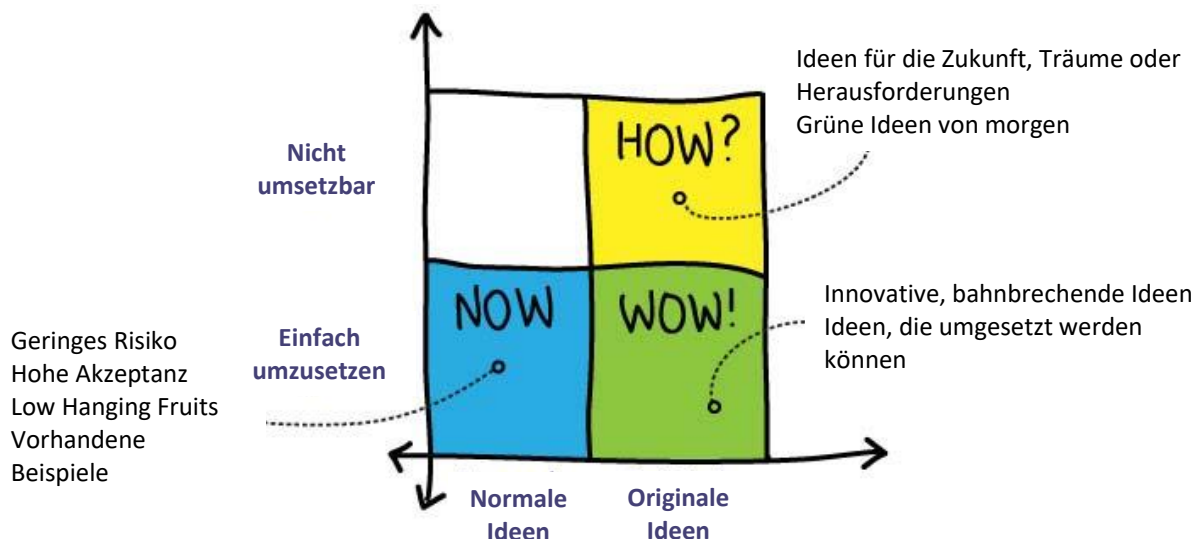 Ideen für die Zukunft, Träume oder
Herausforderungen
Grüne Ideen von morgen
HOW?
Nicht
umsetzbar
NOW
WOW!
Innovative, bahnbrechende Ideen
Ideen, die umgesetzt werden
können
Geringes Risiko
Hohe Akzeptanz
Low Hanging Fruits
Vorhandene
Beispiele
Einfach
umzusetzen
Normale
Ideen
Originale
Ideen